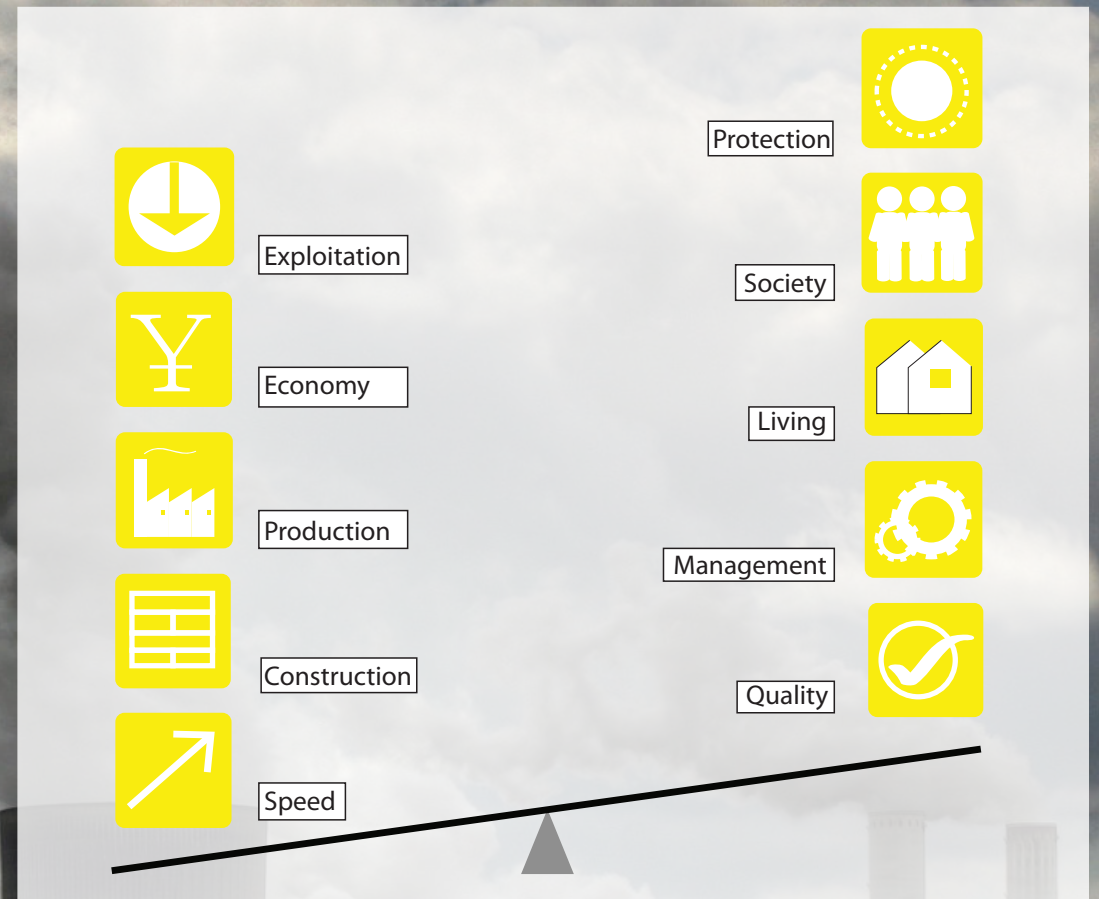 Exploitation
Economy
Production
Construction
Speed
Protection
Society
Living
Management
Quality